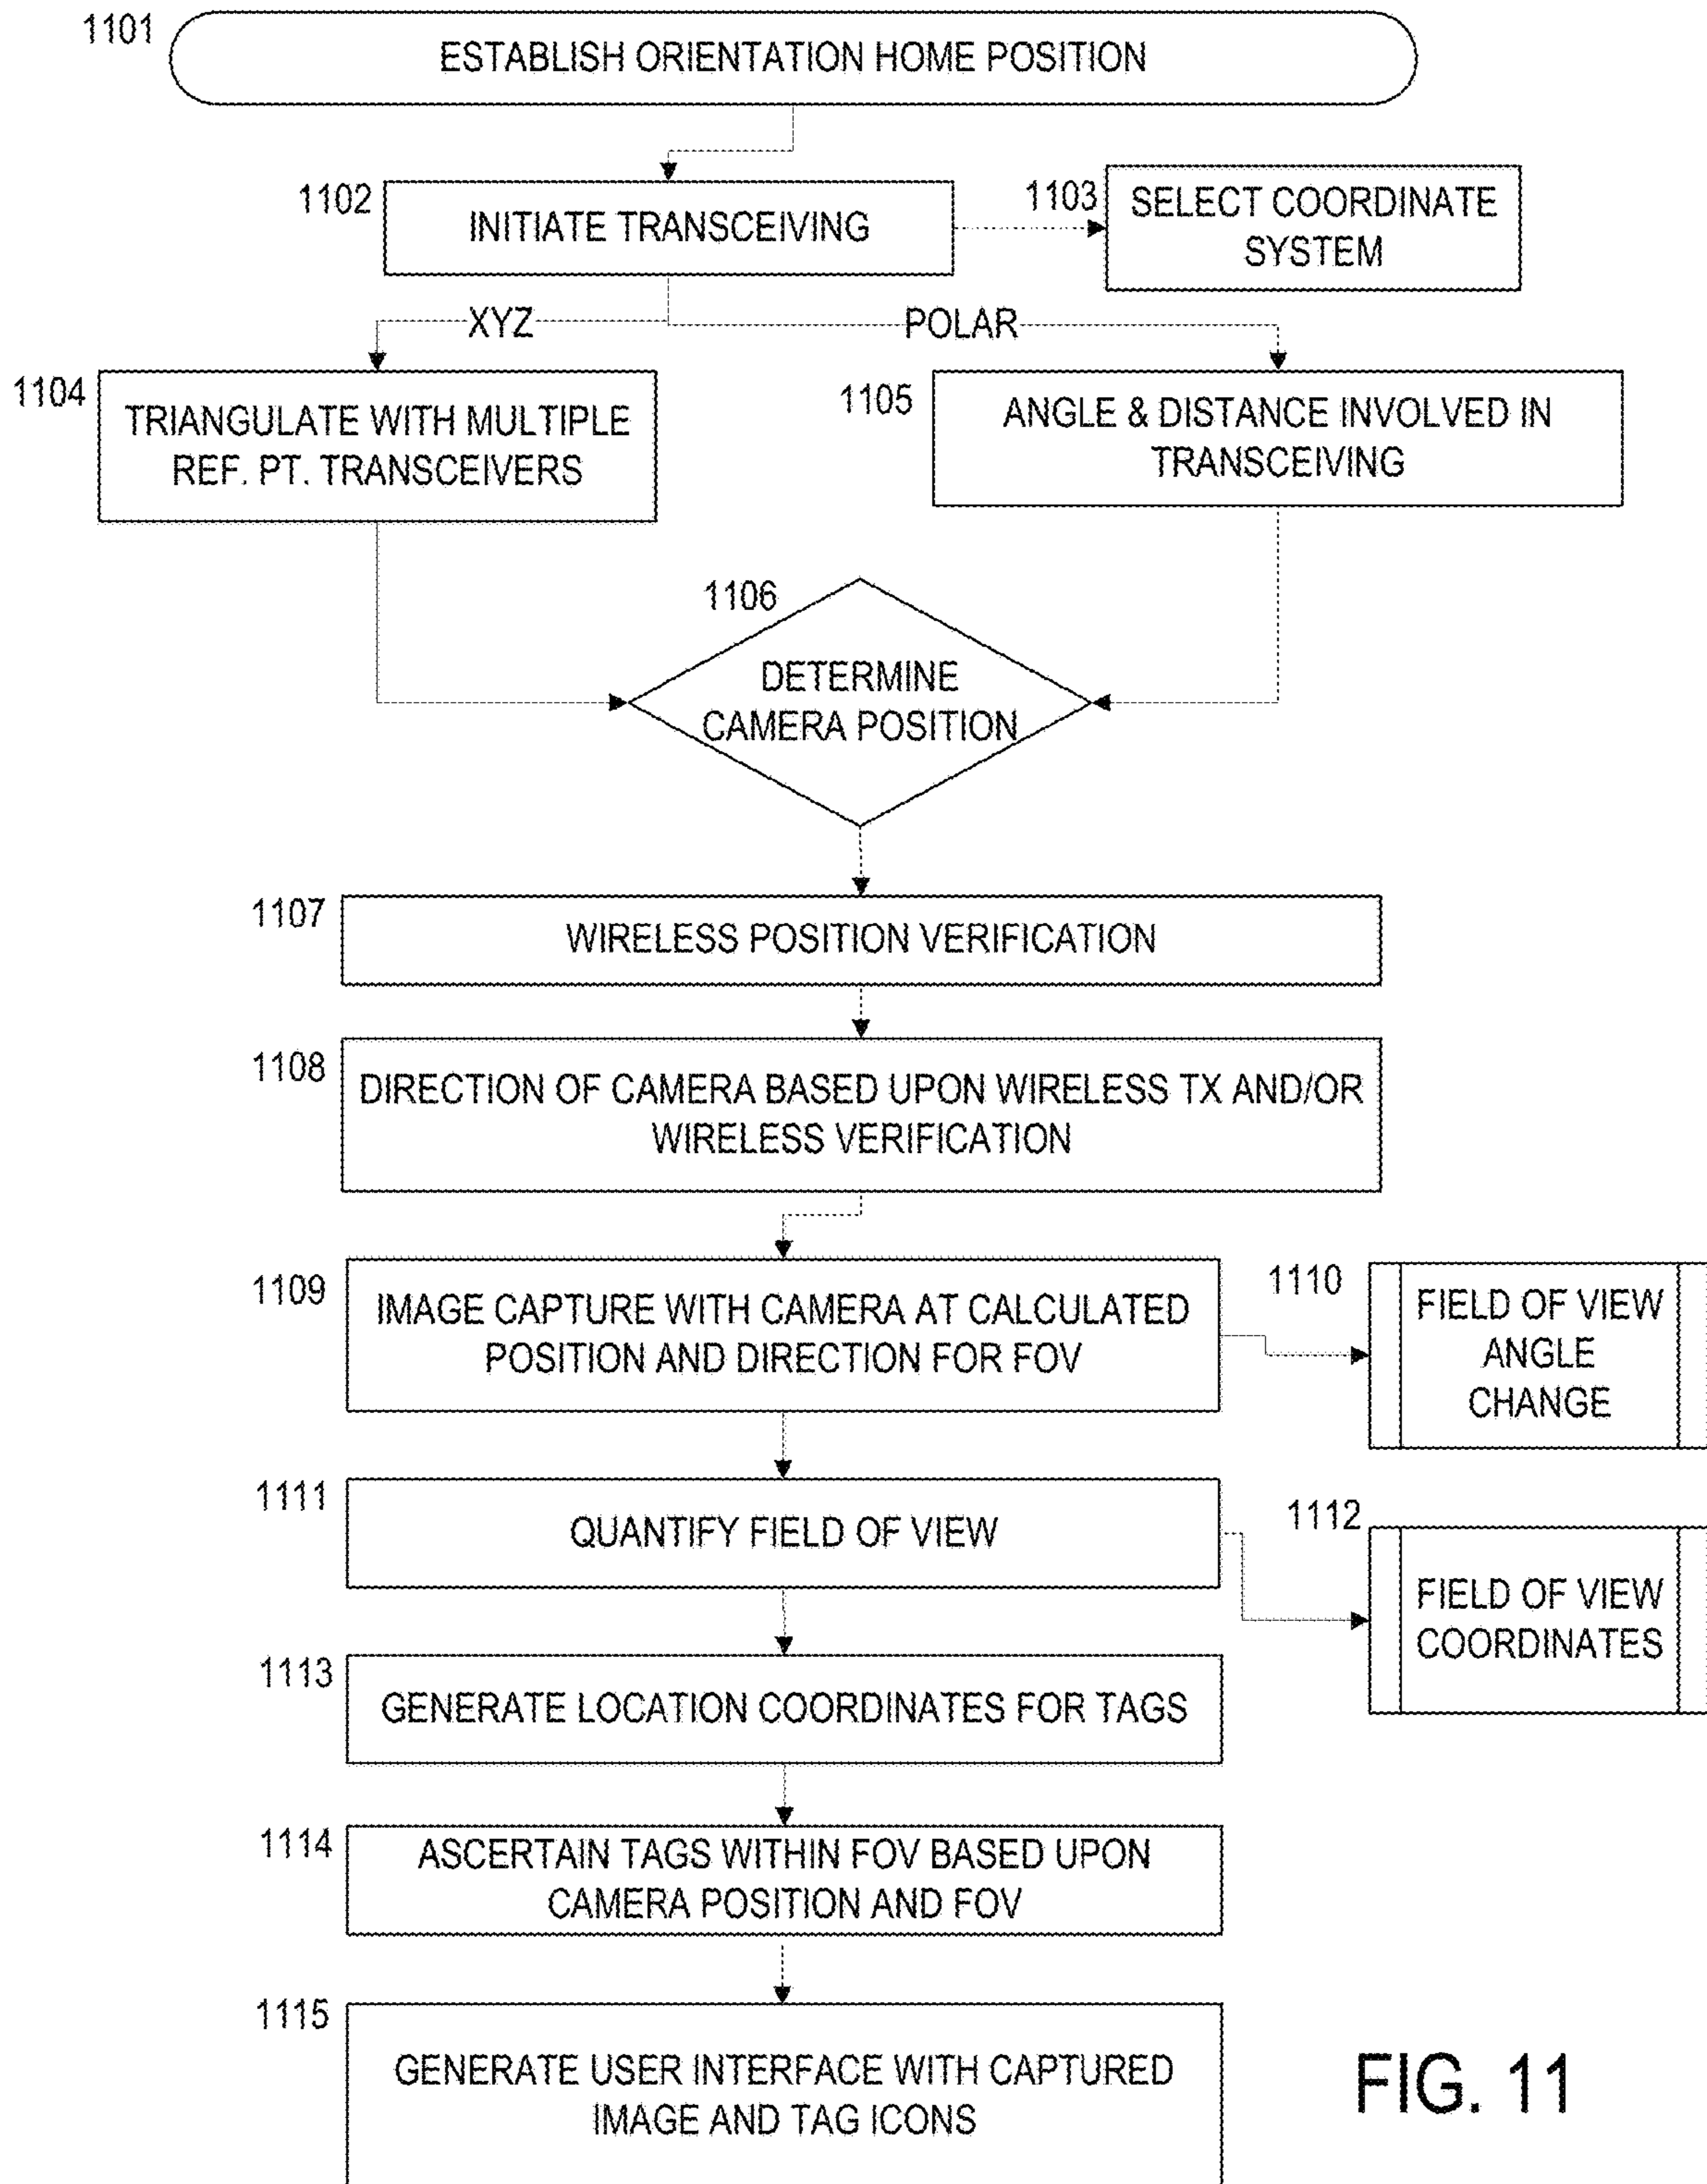 1101
ESTABLISH ORIENTATION HOME POSITION
1102
INITIATE TRANSCEIVING
1103
SELECT COORDINATE
SYSTEM
XYZ
POLAR
1104
TRIANGULATE WITH MULTIPLE
REF. PT. TRANSCEIVERS
1105
ANGLE & DISTANCE INVOLVED IN
TRANSCEIVING
1106
DETERMINE
CAMERA POSITION
1107
WIRELESS POSITION VERIFICATION
1108
DIRECTION OF CAMERA BASED UPON WIRELESS TX AND/OR
WIRELESS VERIFICATION
1109
IMAGE CAPTURE WITH CAMERA AT CALCULATED
POSITION AND DIRECTION FOR FOV
1110
FIELD OF VIEW
ANGLE
CHANGE
1111
QUANTIFY FIELD OF VIEW
1112
FIELD OF VIEW
COORDINATES
1113
GENERATE LOCATION COORDINATES FOR TAGS
1114
ASCERTAIN TAGS WITHIN FOV BASED UPON
CAMERA POSITION AND FOV
1115
GENERATE USER INTERFACE WITH CAPTURED
IMAGE AND TAG ICONS
FIG. 11